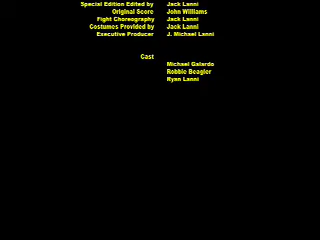 Special Edition Edited by Jack Lanni
Original Score John Williams
Fight Choreography Jack Lanni
Costumes Provided by Jack Lanni
Executive Producer J. Michael Lanni
Cast
Michael Galardo
Robbie Beagler
Ryan Lanni